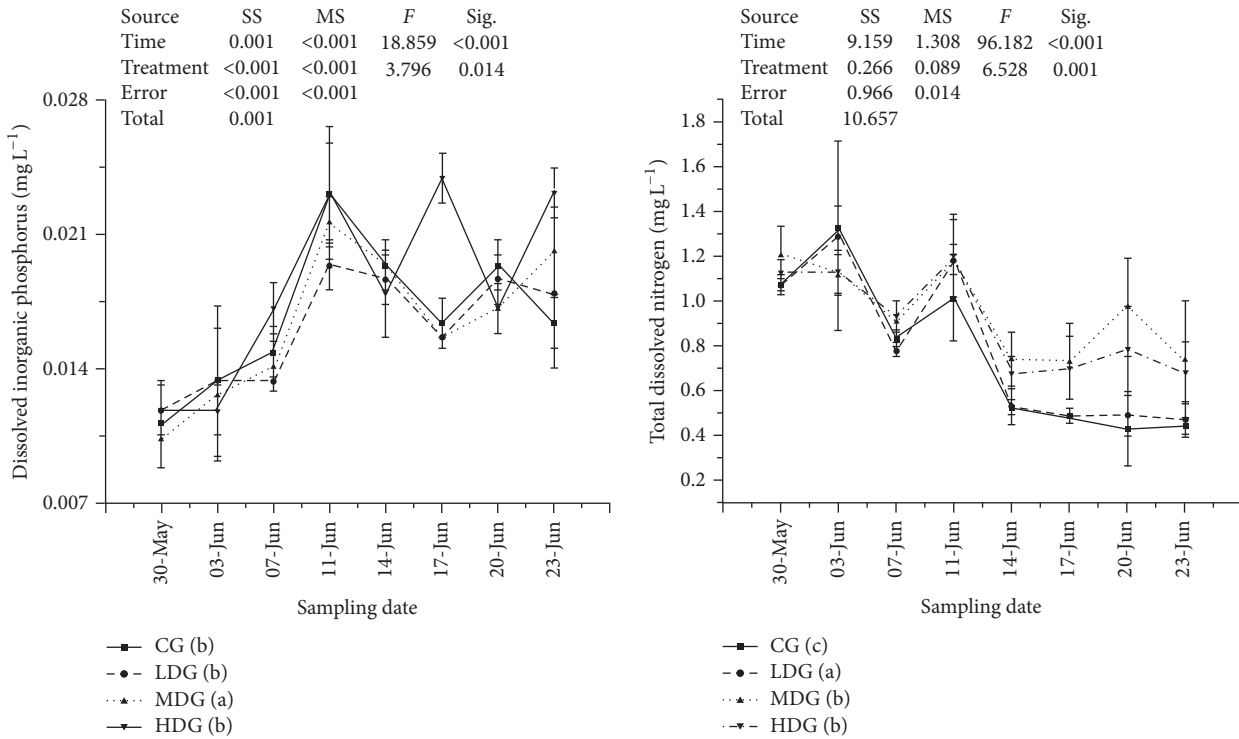 Source SS MS F Sig.
Time 0.001 <0.001 18.859 <0.001
Treatment <0.001 <0.001 3.796 0.014
Error <0.001 <0.001
Total 0.001
Dissolved inorganic phosphorus (mg L−1)
0.028
0.021
0.014
0.007
30-May
03-Jun
07-Jun
11-Jun
14-Jun
17-Jun
20-Jun
23-Jun
Sampling date
CG (b)
LDG (b)
MDG (a)
HDG (b)
Source SS MS F Sig.
Time 9.159 1.308 96.182 <0.001
Treatment 0.266 0.089 6.528 0.001
Error 0.966 0.014
Total 10.657
Total dissolved nitrogen (mg L−1)
1.8
1.6
1.4
1.2
1.0
0.8
0.6
0.4
0.2
30-May
03-Jun
07-Jun
11-Jun
14-Jun
17-Jun
20-Jun
23-Jun
Sampling date
CG (c)
LDG (a)
MDG (b)
HDG (b)